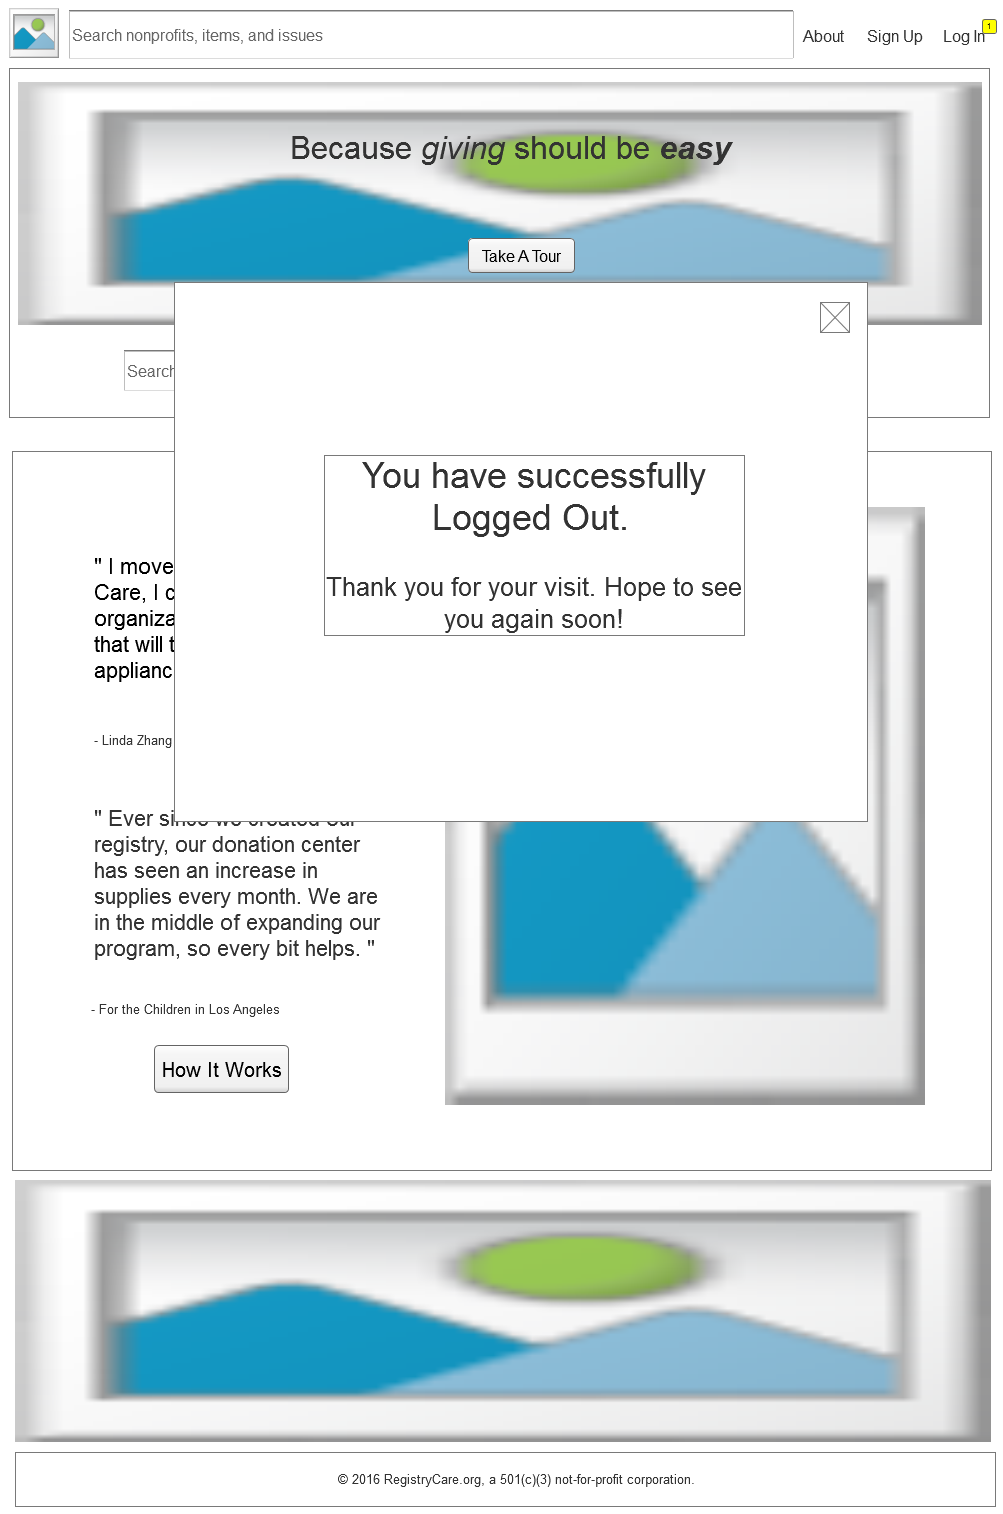 Search nonprofits, items, and issues
About Sign Up Log In
1
Because giving should be easy
Take A Tour
Search
You have successfully
Logged Out.
Thank you for your visit. Hope to see
you again soon!
" I move
Care, I c
organiza
that will t
applianc
- Linda Zhang
" Ever since we created our
registry, our donation center
has seen an increase in
supplies every month. We are
in the middle of expanding our
program, so every bit helps. "
- For the Children in Los Angeles
How It Works
© 2016 RegistryCare.org, a 501(c)(3) not-for-profit corporation.